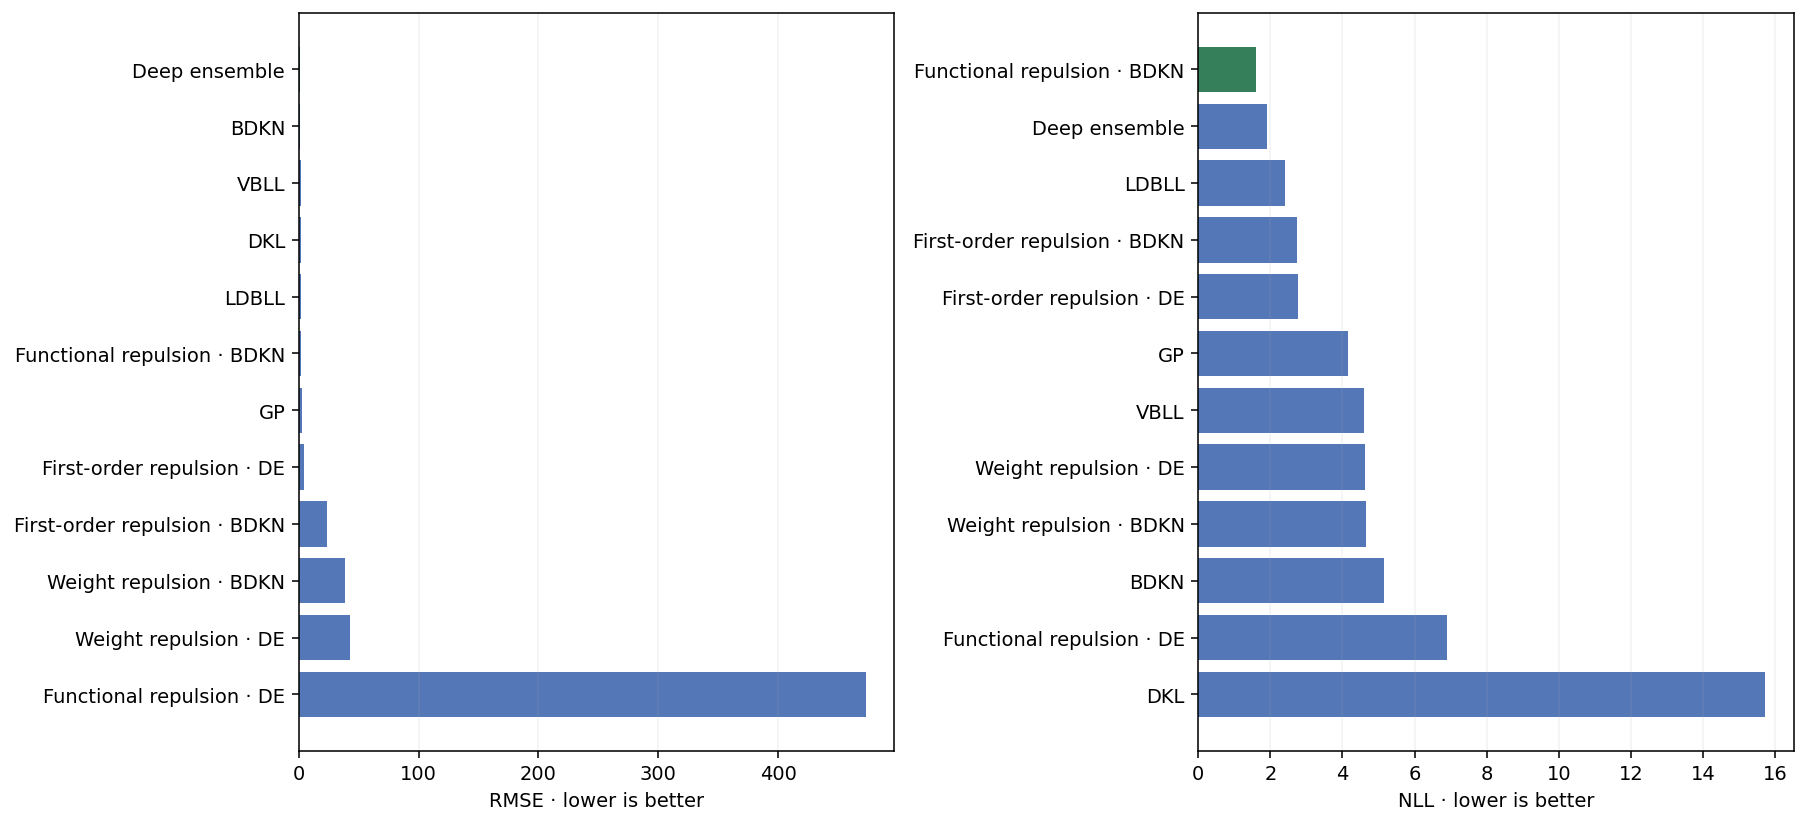 Deep ensemble
BDKN
VBLL
DKL
LDBLL
Functional repulsion · BDKN
GP
First-order repulsion · DE
First-order repulsion · BDKN
Weight repulsion · BDKN
Weight repulsion · DE
Functional repulsion · DE
0 100 200 300 400
RMSE · lower is better
Functional repulsion · BDKN
Deep ensemble
LDBLL
First-order repulsion · BDKN
First-order repulsion · DE
GP
VBLL
Weight repulsion · DE
Weight repulsion · BDKN
BDKN
Functional repulsion · DE
DKL
0 2 4 6 8 10 12 14 16
NLL · lower is better